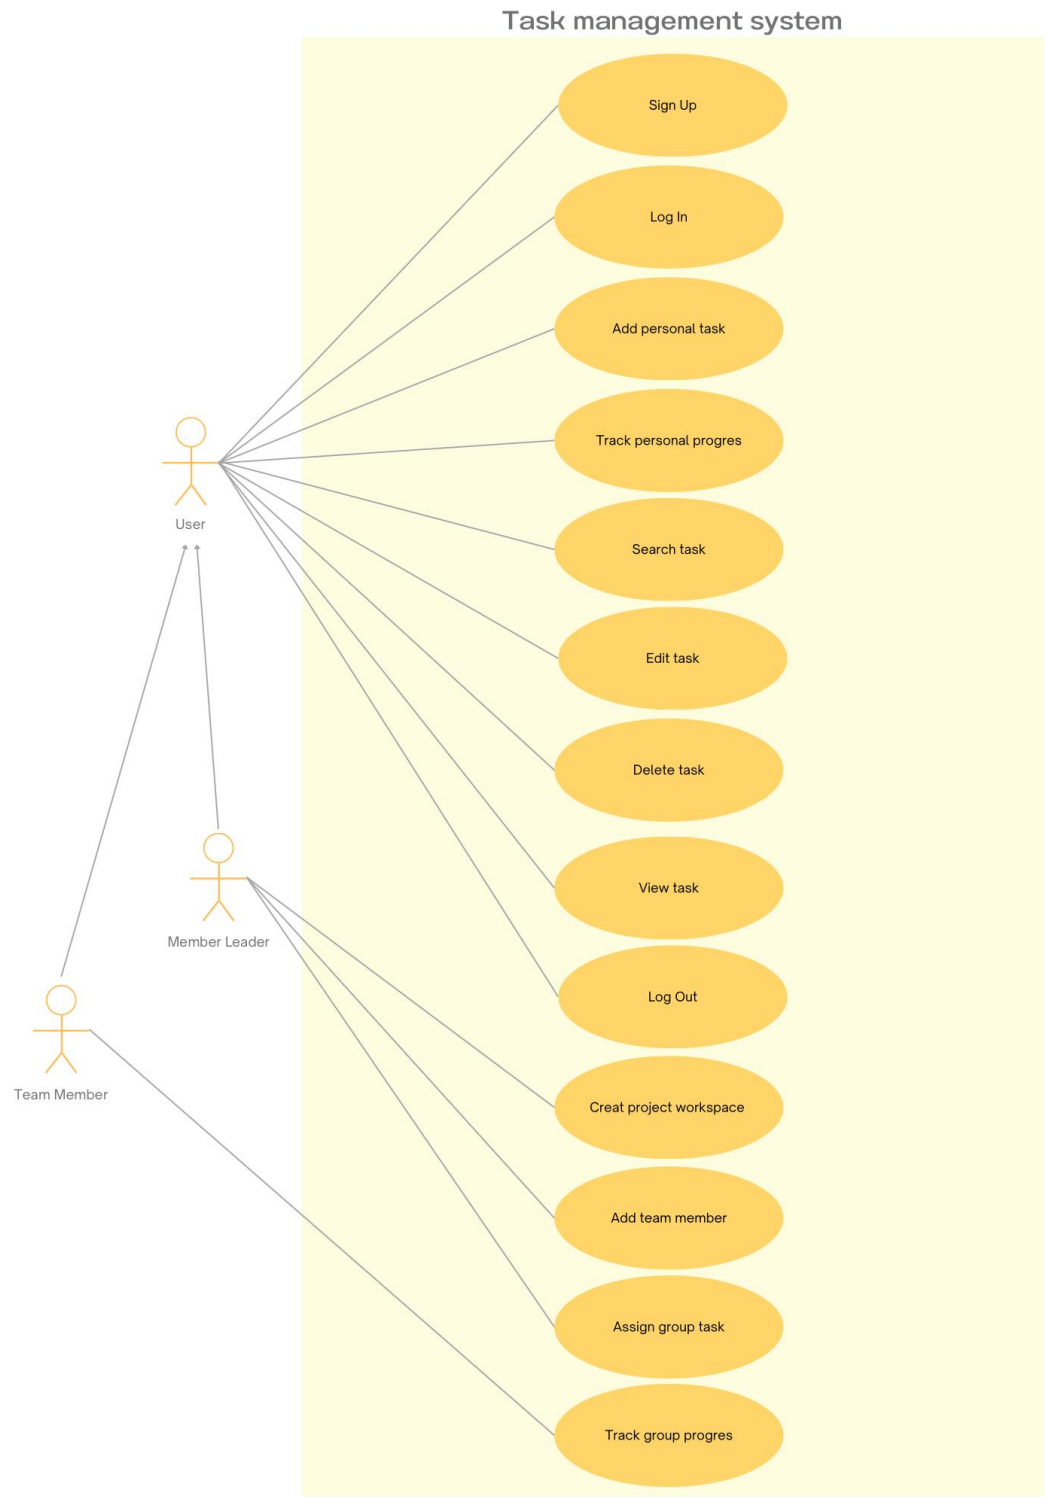 Task management system
Sign Up
Log In
Add personal task
Track personal progres
Search task
User
Edit task
Delete task
View task
Member Leader
Log Out
Team Member
Creat project workspace
Add team member
Assign group task
Track group progres